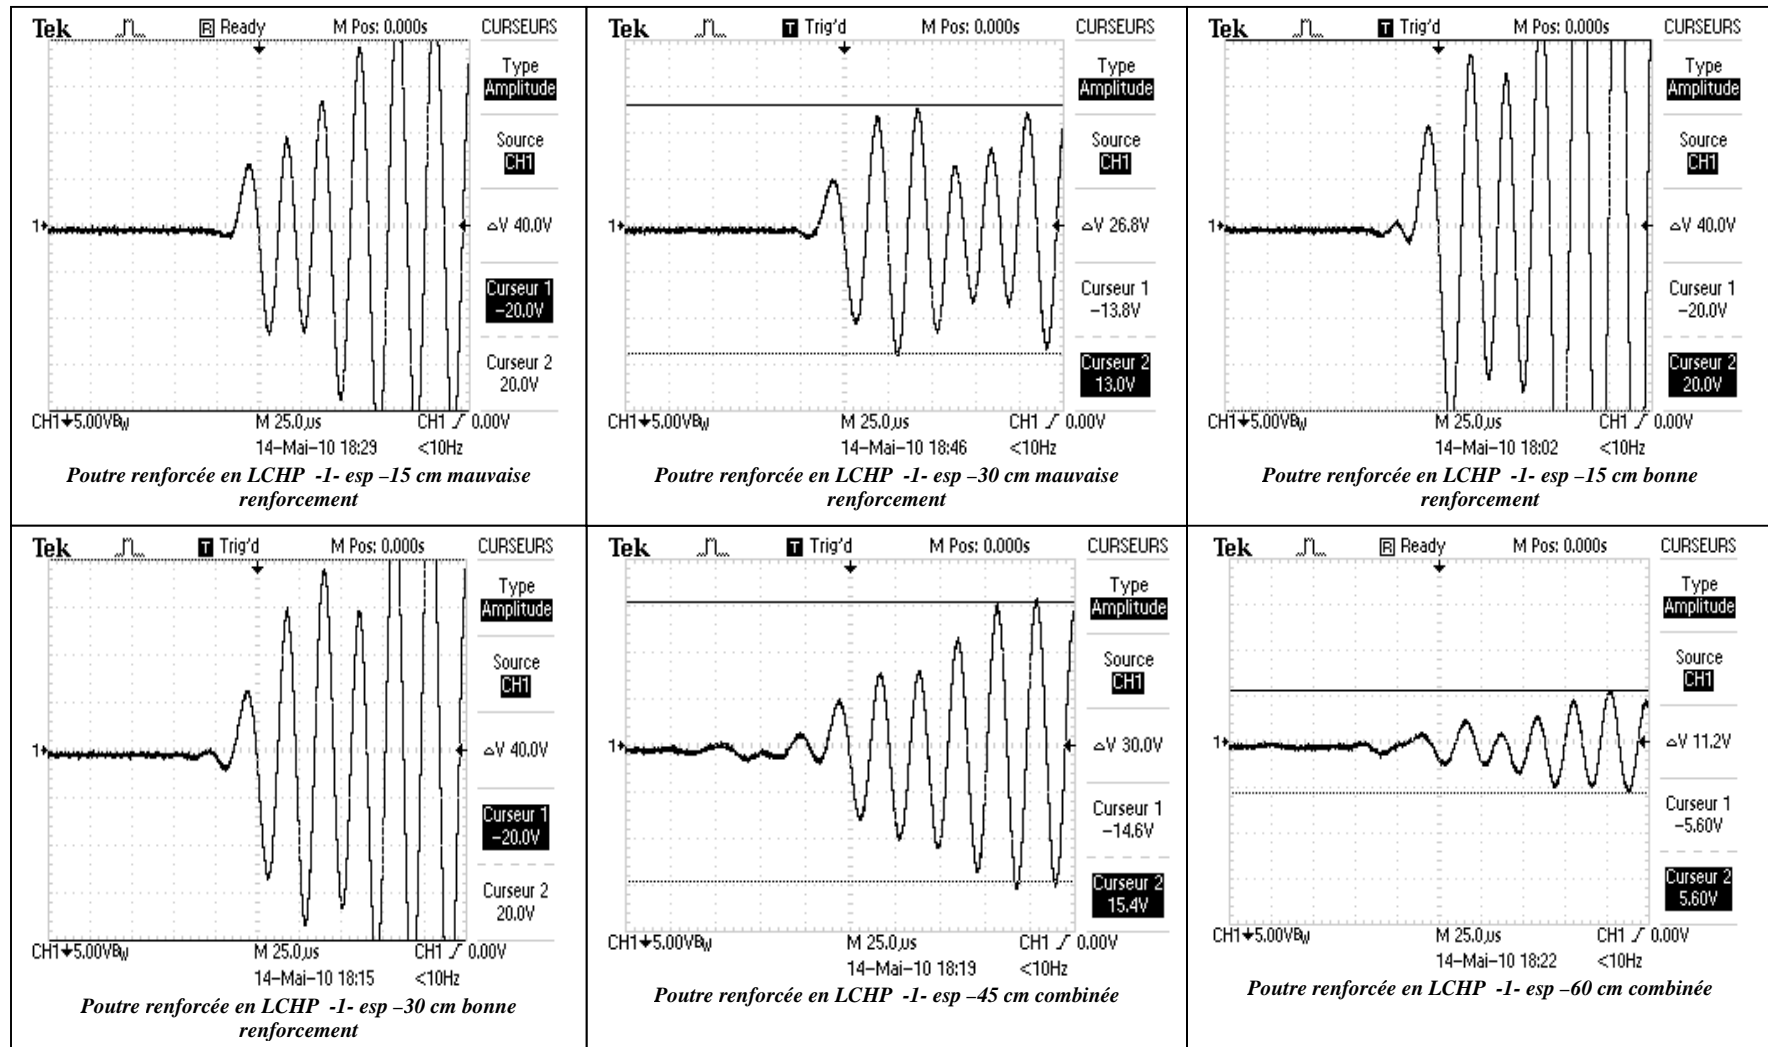 Tek R Ready M Pos: 0.000s CURSEURS
Type
Amplitude
Source
CH1
1
△V 40.0V
Curseur 1
−20.0V
Curseur 2
20.0V
CH1 5.00VBw M 25.0µs CH1 0.00V
14−Mai−10 18:29 <10Hz
Poutre renforcée en LCHP -1- esp –15 cm mauvaise
renforcement
Tek T Trig'd M Pos: 0.000s CURSEURS
Type
Amplitude
Source
CH1
1
△V 26.8V
Curseur 1
−13.8V
Curseur 2
13.0V
CH1 5.00VBw M 25.0µs CH1 0.00V
14−Mai−10 18:46 <10Hz
Poutre renforcée en LCHP -1- esp –30 cm mauvaise
renforcement
Tek T Trig'd M Pos: 0.000s CURSEURS
Type
Amplitude
Source
CH1
1
△V 40.0V
Curseur 1
−20.0V
Curseur 2
20.0V
CH1 5.00VBw M 25.0µs CH1 0.00V
14−Mai−10 18:02 <10Hz
Poutre renforcée en LCHP -1- esp –15 cm bonne
renforcement
Tek T Trig'd M Pos: 0.000s CURSEURS
Type
Amplitude
Source
CH1
1
△V 40.0V
Curseur 1
−20.0V
Curseur 2
20.0V
CH1 5.00VBw M 25.0µs CH1 0.00V
14−Mai−10 18:15 <10Hz
Poutre renforcée en LCHP -1- esp –30 cm bonne
renforcement
Tek T Trig'd M Pos: 0.000s CURSEURS
Type
Amplitude
Source
CH1
1
△V 30.0V
Curseur 1
−14.6V
Curseur 2
15.4V
CH1 5.00VBw M 25.0µs CH1 0.00V
14−Mai−10 18:19 <10Hz
Poutre renforcée en LCHP -1- esp –45 cm combinée
Tek R Ready M Pos: 0.000s CURSEURS
Type
Amplitude
Source
CH1
1
△V 11.2V
Curseur 1
−5.60V
Curseur 2
5.60V
CH1 5.00VBw M 25.0µs CH1 0.00V
14−Mai−10 18:22 <10Hz
Poutre renforcée en LCHP -1- esp –60 cm combinée